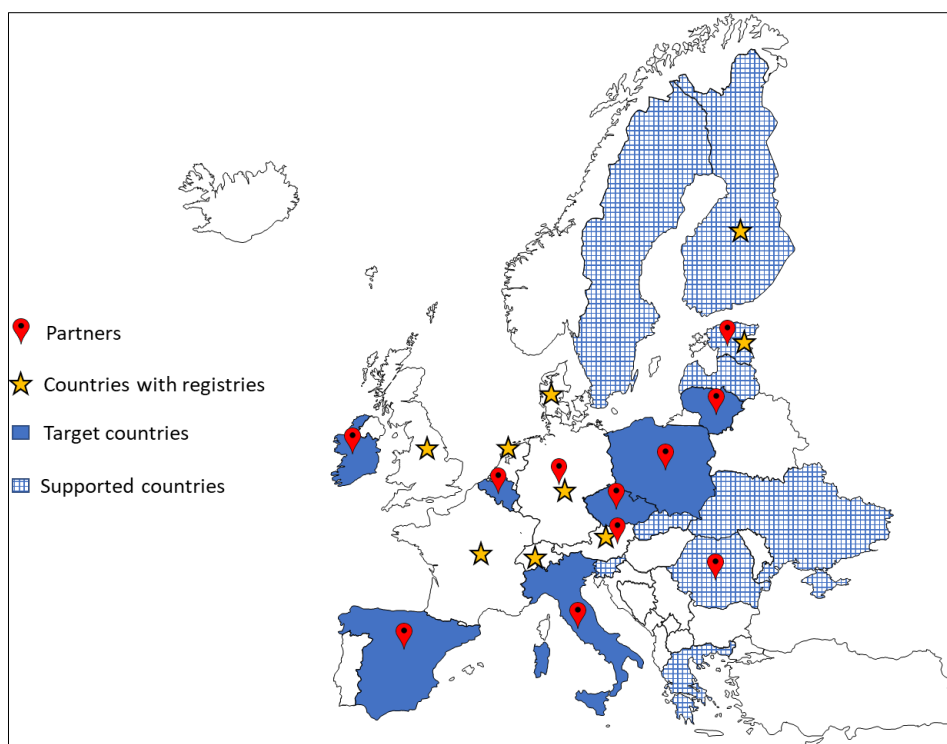 Partners
Countries with registries
Target countries
Supported countries